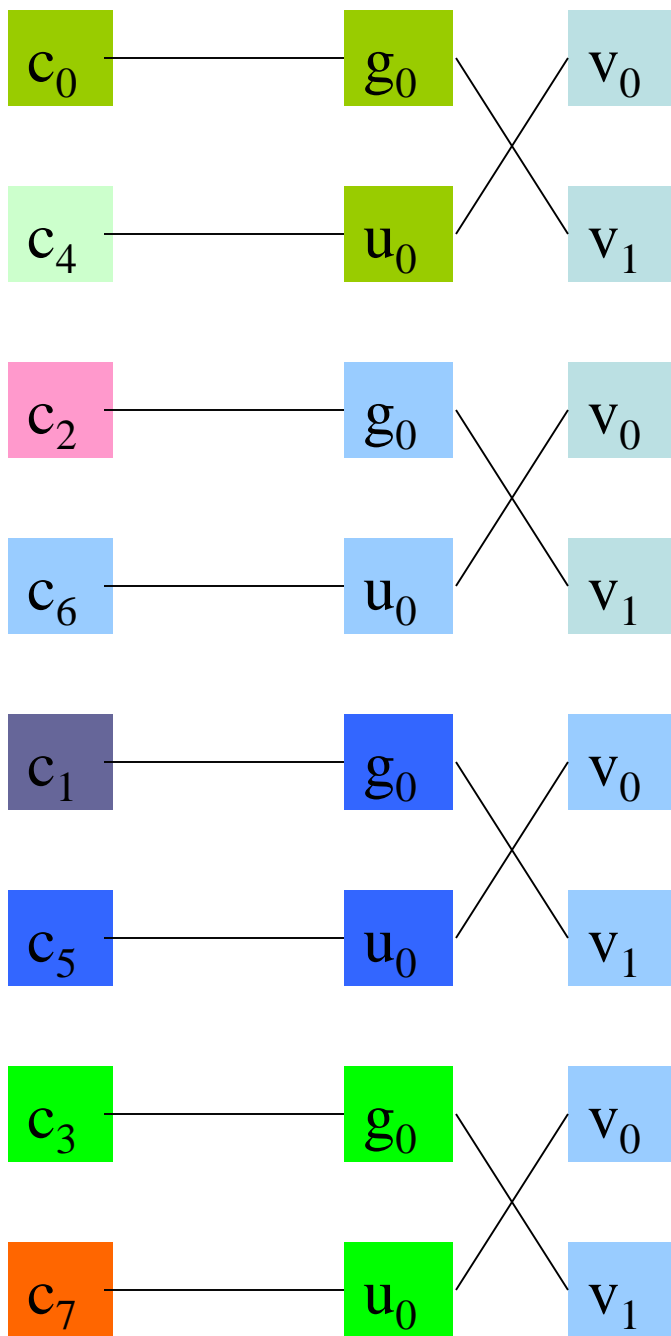 c₀ g₀ v₀
c₄ u₀ v₁
c₂ g₀ v₀
c₆ u₀ v₁
c₁ g₀ v₀
c₅ u₀ v₁
c₃ g₀ v₀
c₇ u₀ v₁